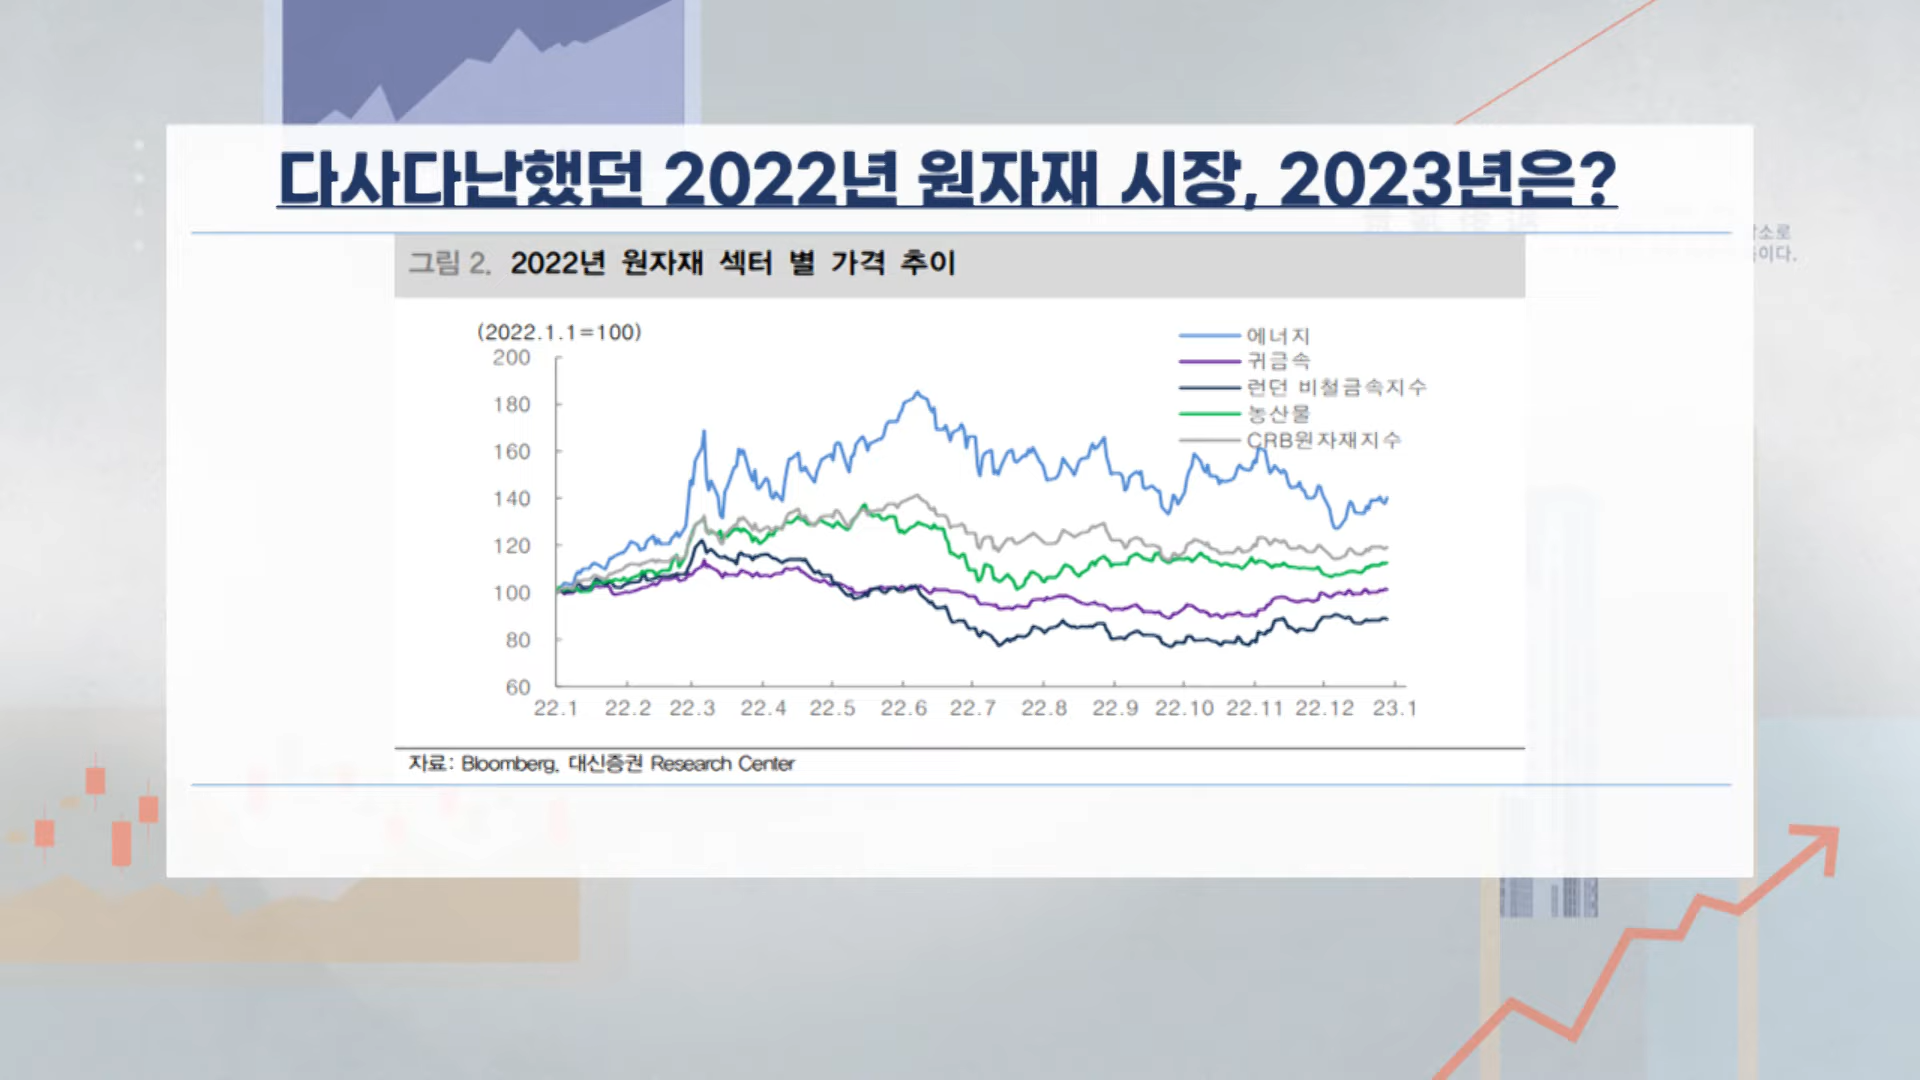 다사다난했던 2022년 원자재 시장, 2023년은?
그림 2. 2022년 원자재 섹터 별 가격 추이
(2022.1.1=100)
에너지
귀금속
런던 비철금속지수
농산물
CRB원자재지수
200
180
160
140
120
100
80
60
22.1 22.2 22.3 22.4 22.5 22.6 22.7 22.8 22.9 22.10 22.11 22.12 23.1
자료: Bloomberg, 대신증권 Research Center